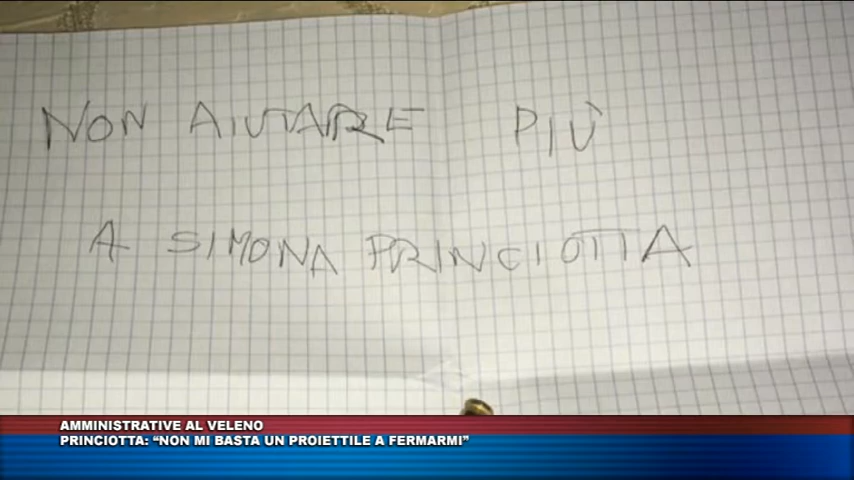 NON AIUTARE PIÙ
A SIMONA PRINCIOTTA
AMMINISTRATIVE AL VELENO
PRINCIOTTA: “NON MI BASTA UN PROIETTILE A FERMARMI”